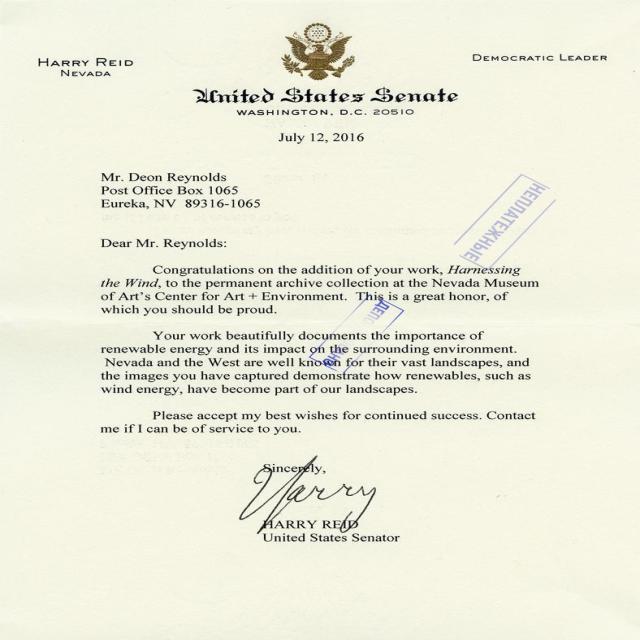 HARRY REID
NEVADA
DEMOCRATIC LEADER
United States Senate
WASHINGTON, D.C. 20510
July 12, 2016
Mr. Deon Reynolds
Post Office Box 1065
Eureka, NV 89316-1065
Dear Mr. Reynolds:
Congratulations on the addition of your work, Harnessing
the Wind, to the permanent archive collection at the Nevada Museum
of Art's Center for Art + Environment. This is a great honor, of
which you should be proud.
Your work beautifully documents the importance of
renewable energy and its impact on the surrounding environment.
Nevada and the West are well known for their vast landscapes, and
the images you have captured demonstrate how renewables, such as
wind energy, have become part of our landscapes.
Please accept my best wishes for continued success. Contact
me if I can be of service to you.
Sincerely,
Harry
HARRY REID
United States Senator
НЕПЛАТЕЖНЫЕ